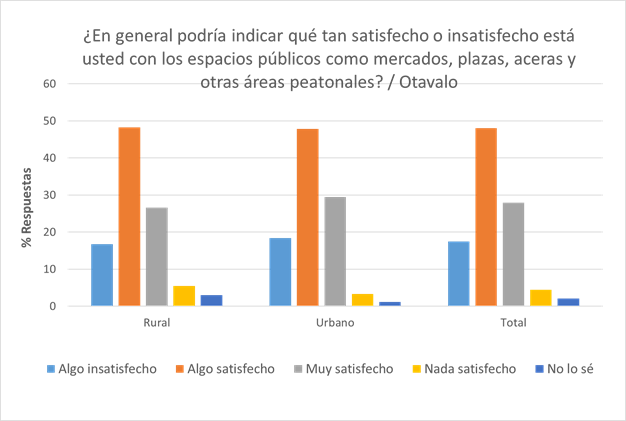 ¿En general podría indicar qué tan satisfecho o insatisfecho está
usted con los espacios públicos como mercados, plazas, aceras y
otras áreas peatonales? / Otavalo
60
50
40
30
20
10
0
% Respuestas
Rural Urbano Total
Algo insatisfecho Algo satisfecho Muy satisfecho Nada satisfecho No lo sé